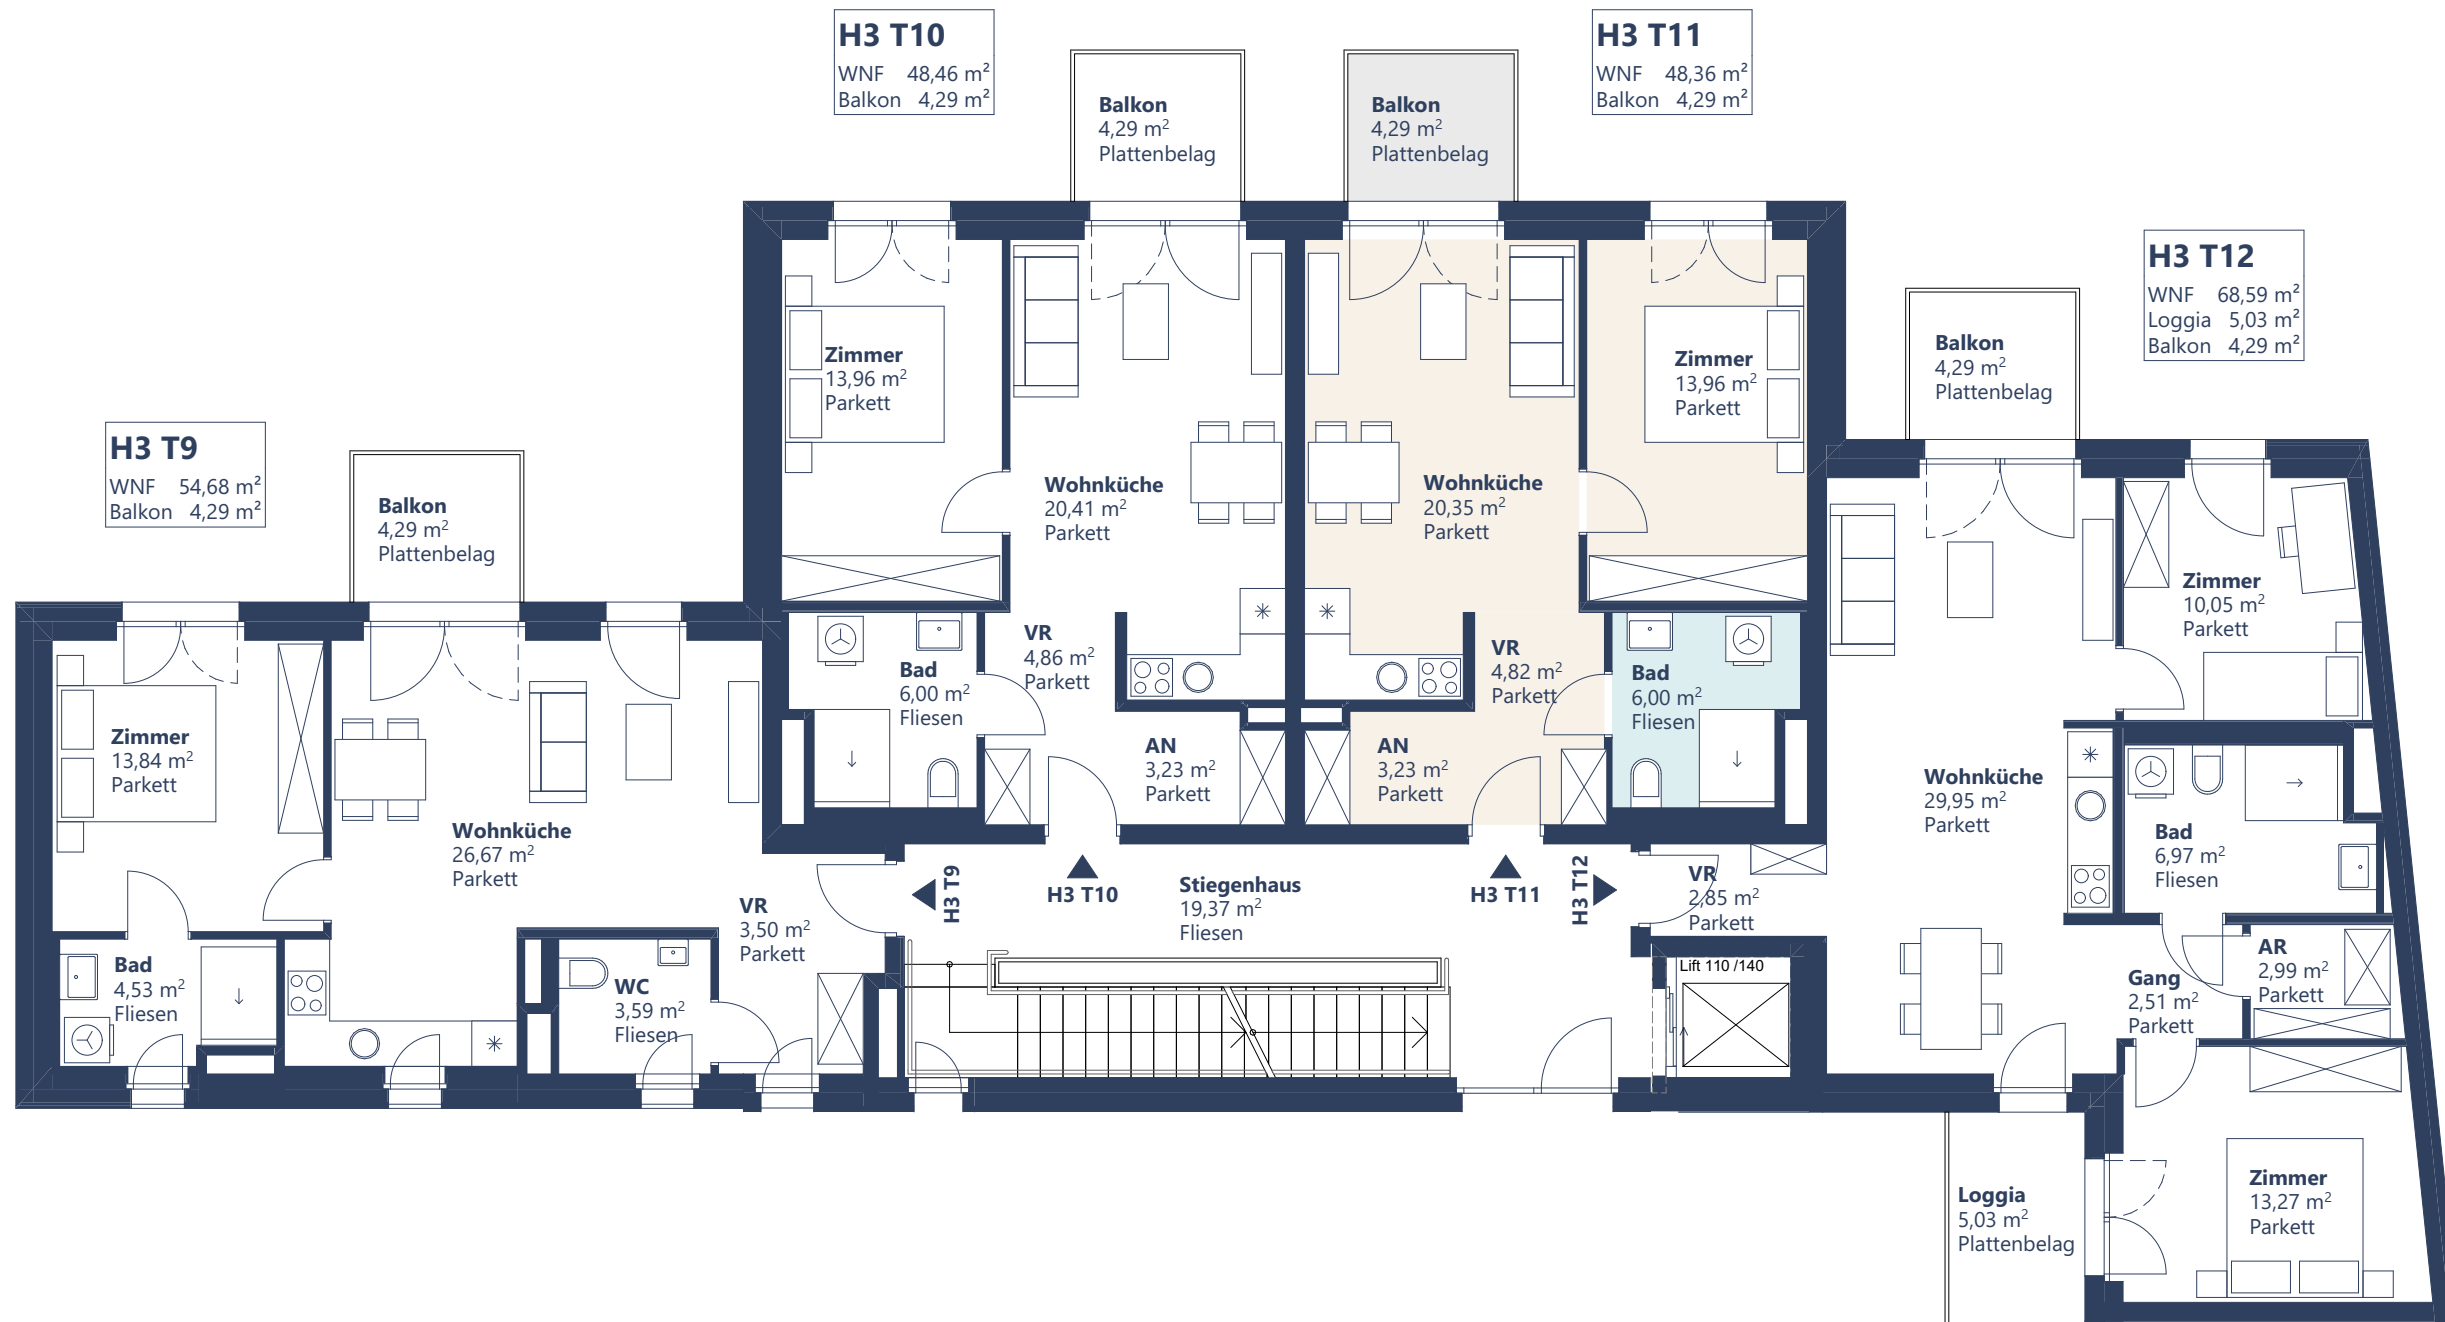 H3 T10
WNF 48,46 m²
Balkon 4,29 m²
H3 T11
WNF 48,36 m²
Balkon 4,29 m²
Balkon
4,29 m²
Plattenbelag
Balkon
4,29 m²
Plattenbelag
H3 T12
WNF 68,59 m²
Loggia 5,03 m²
Balkon 4,29 m²
Balkon
4,29 m²
Plattenbelag
H3 T9
WNF 54,68 m²
Balkon 4,29 m²
Balkon
4,29 m²
Plattenbelag
Zimmer
13,96 m²
Parkett
Wohnküche
20,41 m²
Parkett
Wohnküche
20,35 m²
Parkett
Zimmer
13,96 m²
Parkett
Zimmer
10,05 m²
Parkett
VR
4,86 m²
Parkett
Bad
6,00 m²
Fliesen
VR
4,82 m²
Parkett
Bad
6,00 m²
Fliesen
Zimmer
13,84 m²
Parkett
AN
3,23 m²
Parkett
AN
3,23 m²
Parkett
Wohnküche
29,95 m²
Parkett
Wohnküche
26,67 m²
Parkett
Bad
6,97 m²
Fliesen
VR
3,50 m²
Parkett
H3 T9
H3 T10
Stiegenhaus
19,37 m²
Fliesen
H3 T11
H3 T12
VR
2,85 m²
Parkett
Bad
4,53 m²
Fliesen
WC
3,59 m²
Fliesen
Lift 110 /140
Gang
2,51 m²
Parkett
AR
2,99 m²
Parkett
Loggia
5,03 m²
Plattenbelag
Zimmer
13,27 m²
Parkett